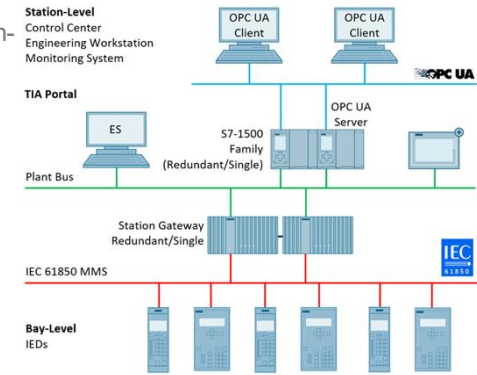 Station-Level
Control Center
Engineering Workstation
Monitoring System
n-
OPC UA
Client
OPC UA
Client
OPC UA
TIA Portal
OPC UA
Server
ES
S7-1500
Family
(Redundant/Single)
Plant Bus
Station Gateway
Redundant/Single
IEC
61850
IEC 61850 MMS
Bay-Level
IEDs